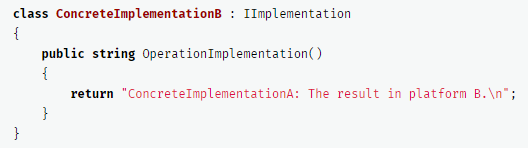 class ConcreteImplementationB : IImplementation
{
    public string OperationImplementation()
    {
        return "ConcreteImplementationA: The result in platform B.\n";
    }
}